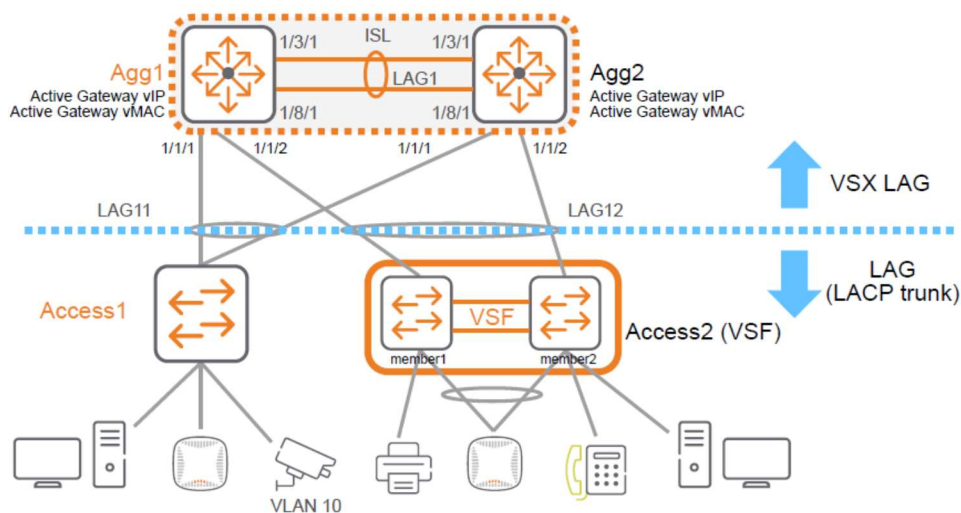 1/3/1
ISL
1/3/1
Agg1
LAG1
Agg2
Active Gateway vIP
Active Gateway vMAC
1/8/1
1/8/1
Active Gateway vIP
Active Gateway vMAC
1/1/1
1/1/2
1/1/1
1/1/2
VSX LAG
LAG11
LAG12
LAG
(LACP trunk)
Access1
VSF
Access2 (VSF)
member1
member2
VLAN 10